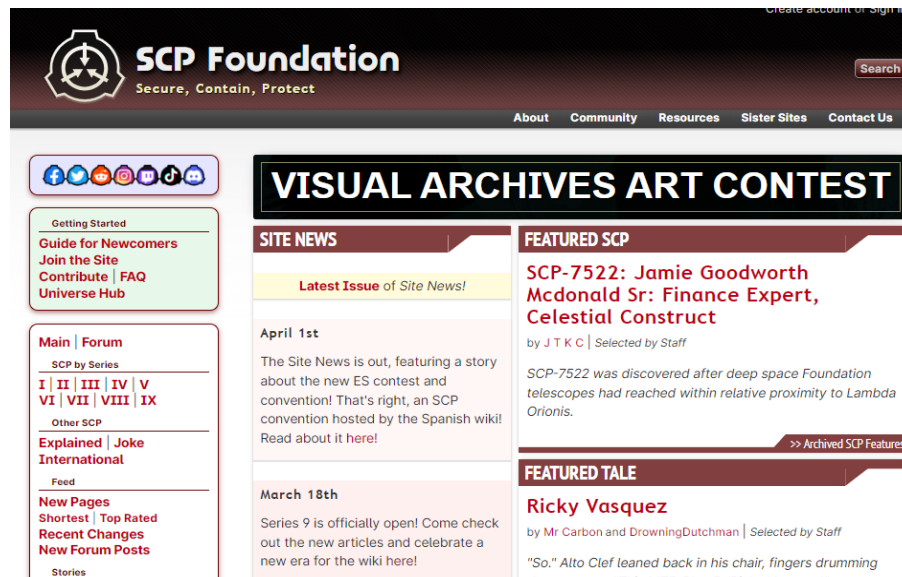 Create account or Sign in
SCP Foundation
Secure, Contain, Protect
Search
About Community Resources Sister Sites Contact Us
Getting Started
Guide for Newcomers
Join the Site
Contribute | FAQ
Universe Hub
Main | Forum
SCP by Series
I | II | III | IV | V
VI | VII | VIII | IX
Other SCP
Explained | Joke
International
Feed
New Pages
Shortest | Top Rated
Recent Changes
New Forum Posts
Stories
VISUAL ARCHIVES ART CONTEST
SITE NEWS
Latest Issue of Site News!
April 1st
The Site News is out, featuring a story
about the new ES contest and
convention! That's right, an SCP
convention hosted by the Spanish wiki!
Read about it here!
March 18th
Series 9 is officially open! Come check
out the new articles and celebrate a
new era for the wiki here!
FEATURED SCP
SCP-7522: Jamie Goodworth
Mcdonald Sr: Finance Expert,
Celestial Construct
by J T K C | Selected by Staff
SCP-7522 was discovered after deep space Foundation
telescopes had reached within relative proximity to Lambda
Orionis.
>> Archived SCP Features
FEATURED TALE
Ricky Vasquez
by Mr Carbon and DrowningDutchman | Selected by Staff
"So." Alto Clef leaned back in his chair, fingers drumming